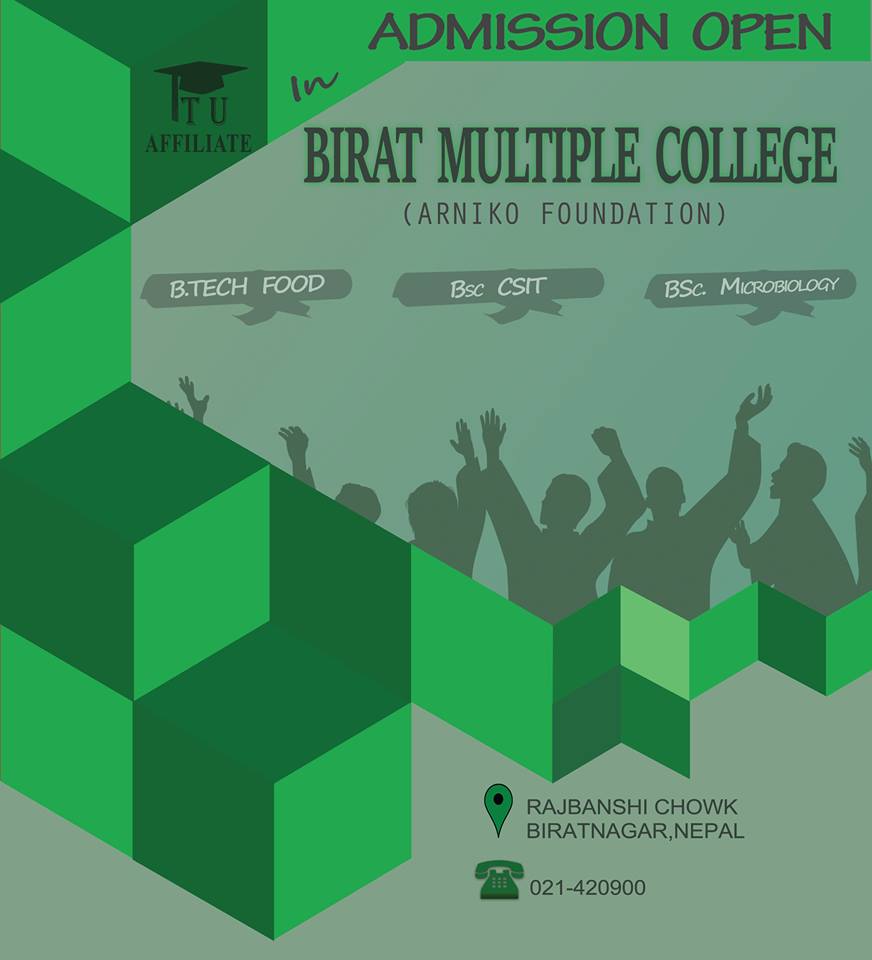 ADMISSION OPEN
In
TU
AFFILIATE
BIRAT MULTIPLE COLLEGE
(ARNIKO FOUNDATION)
B.TECH FOOD
BSC CSIT
BSC. MICROBIOLOGY
RAJBANSHI CHOWK
BIRATNAGAR,NEPAL
021-420900